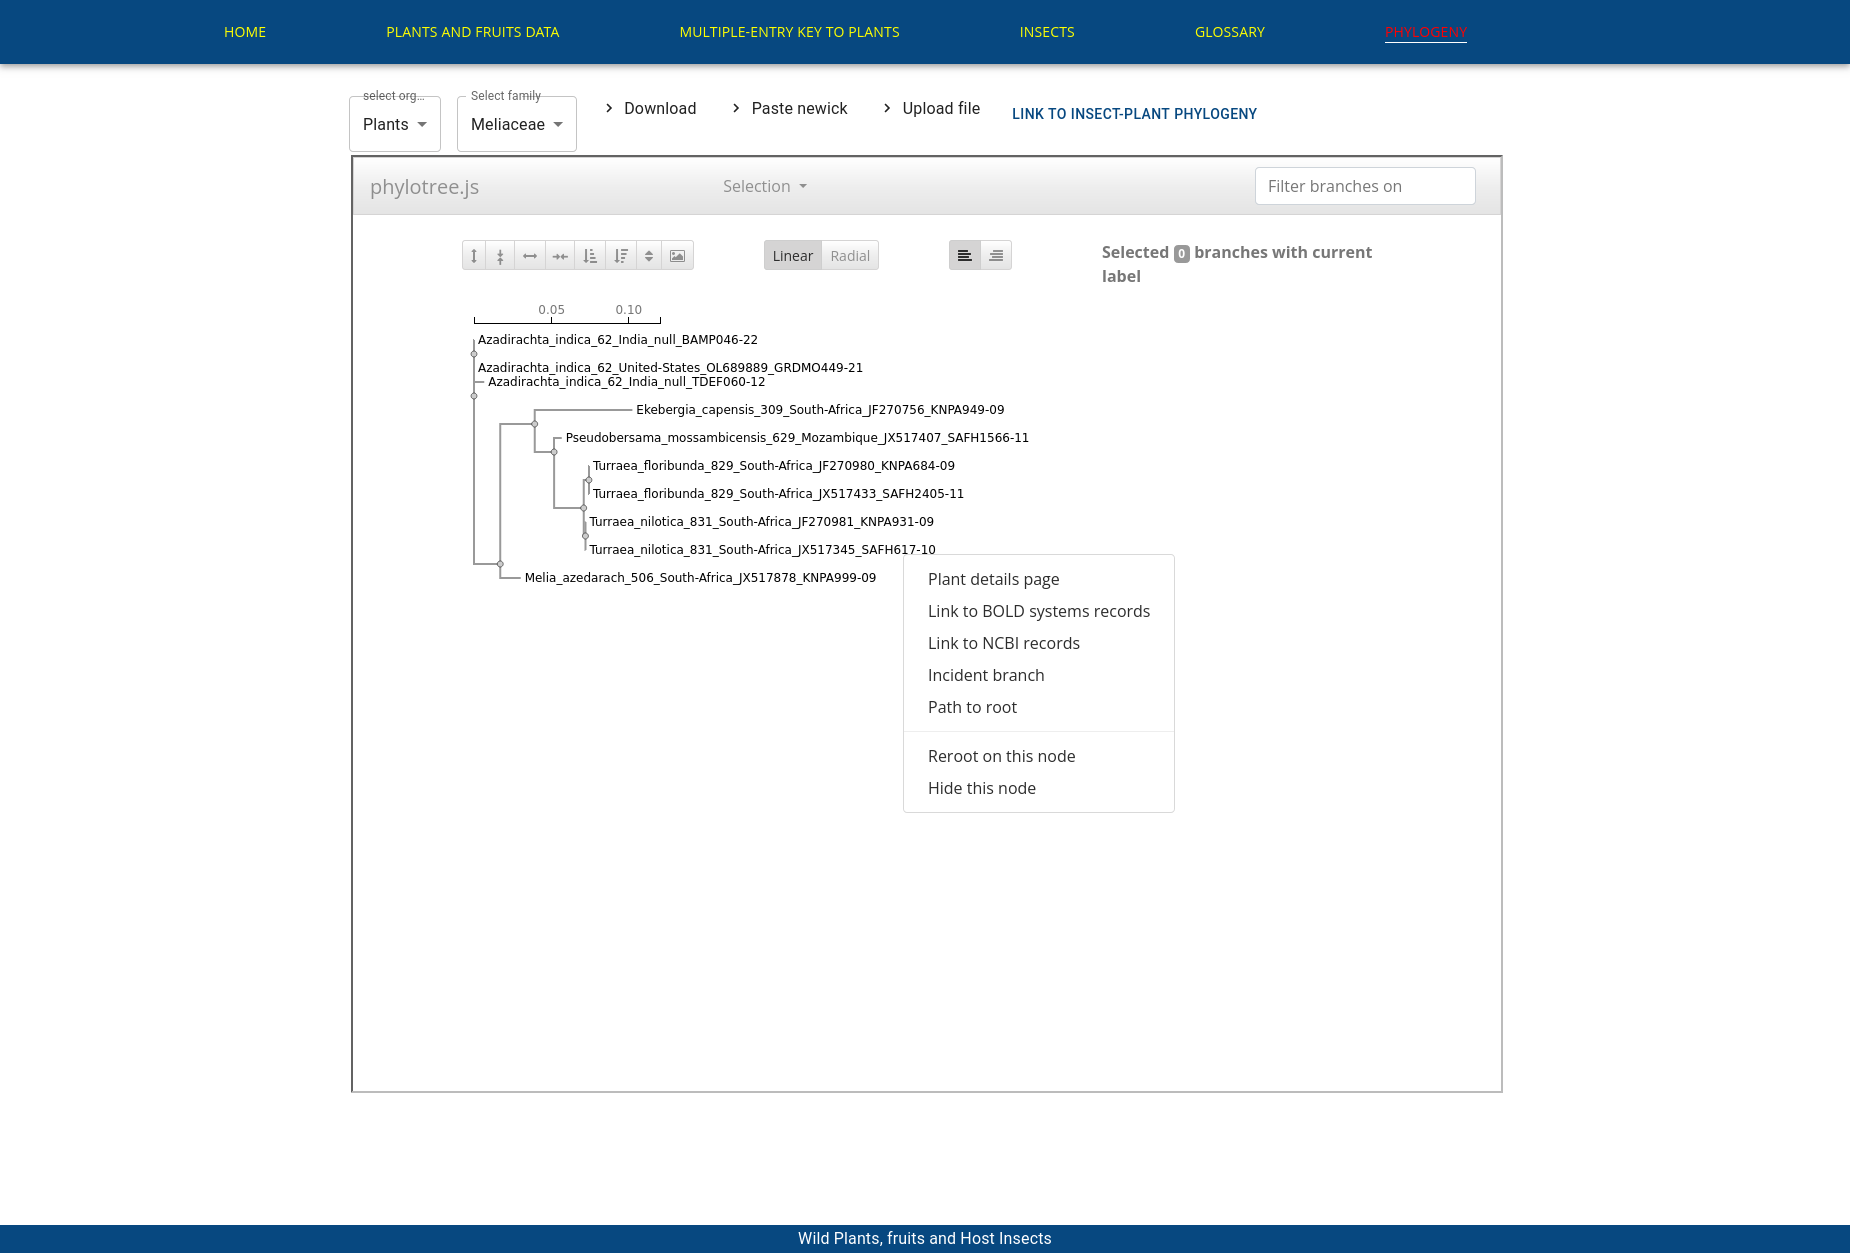 HOME PLANTS AND FRUITS DATA MULTIPLE-ENTRY KEY TO PLANTS INSECTS GLOSSARY PHYLOGENY
select org... Select family
Plants Meliaceae Download Paste newick Upload file LINK TO INSECT-PLANT PHYLOGENY
phylotree.js Selection Filter branches on
Linear Radial Selected 0 branches with current
label
0.05 0.10
Azadirachta_indica_62_India_null_BAMP046-22
Azadirachta_indica_62_United-States_OL689889_GRDMO449-21
Azadirachta_indica_62_India_null_TDEF060-12
Ekebergia_capensis_309_South-Africa_JF270756_KNPA949-09
Pseudobersama_mossambicensis_629_Mozambique_JX517407_SAFH1566-11
Turraea_floribunda_829_South-Africa_JF270980_KNPA684-09
Turraea_floribunda_829_South-Africa_JX517433_SAFH2405-11
Turraea_nilotica_831_South-Africa_JF270981_KNPA931-09
Turraea_nilotica_831_South-Africa_JX517345_SAFH617-10
Melia_azedarach_506_South-Africa_JX517878_KNPA999-09
Plant details page
Link to BOLD systems records
Link to NCBI records
Incident branch
Path to root
Reroot on this node
Hide this node
Wild Plants, fruits and Host Insects